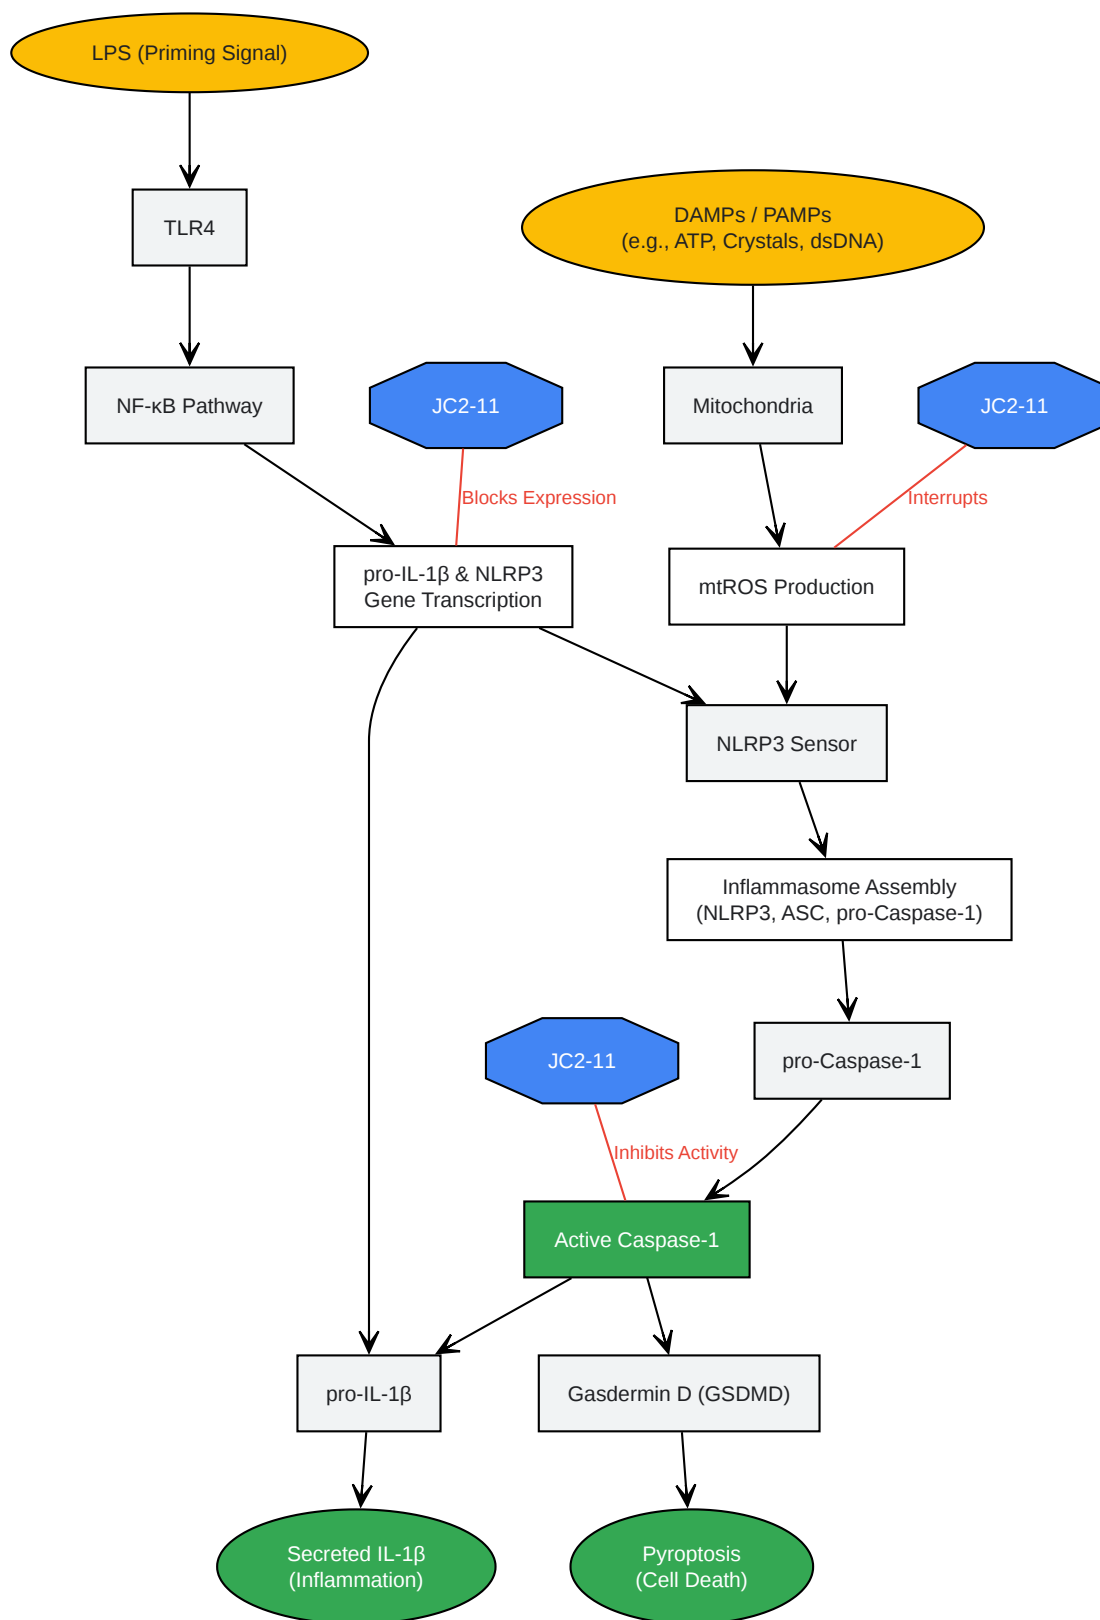 LPS (Priming Signal)
TLR4
DAMPs / PAMPs
(e.g., ATP, Crystals, dsDNA)
NF-κB Pathway
JC2-11
Mitochondria
JC2-11
Blocks Expression
Interrupts
pro-IL-1β & NLRP3
Gene Transcription
mtROS Production
NLRP3 Sensor
Inflammasome Assembly
(NLRP3, ASC, pro-Caspase-1)
JC2-11
pro-Caspase-1
Inhibits Activity
Active Caspase-1
pro-IL-1β
Gasdermin D (GSDMD)
Secreted IL-1β
(Inflammation)
Pyroptosis
(Cell Death)